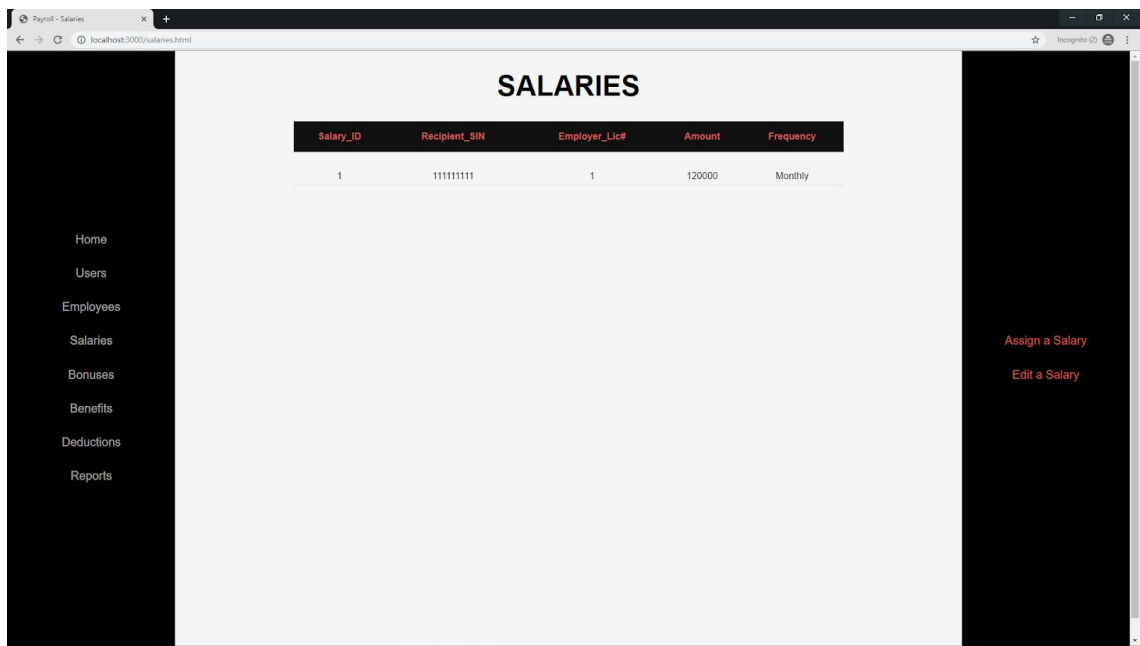 Payroll - Salaries
localhost:3000/salaries.html
Incognito (2)
SALARIES
Salary_ID Recipient_SIN Employer_Lic# Amount Frequency
1 111111111 1 120000 Monthly
Home
Users
Employees
Salaries
Bonuses
Benefits
Deductions
Reports
Assign a Salary
Edit a Salary